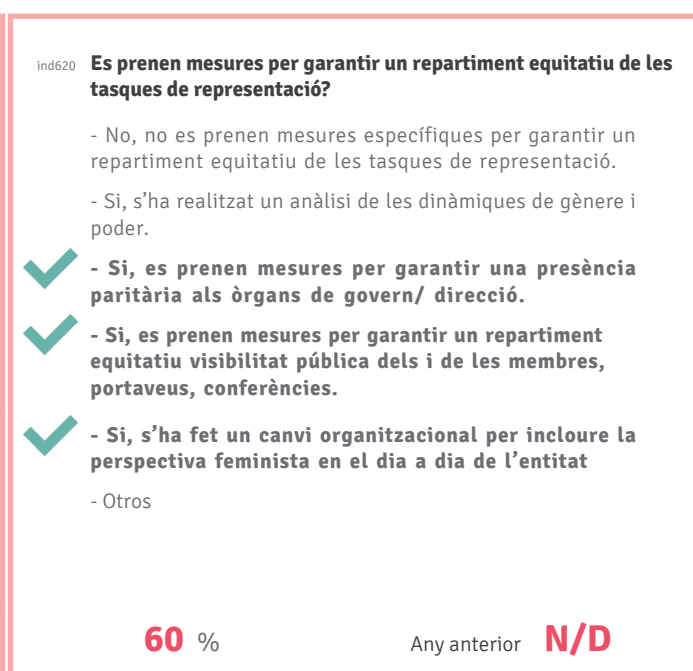 ind620 Es prenen mesures per garantir un repartiment equitatiu de les
tasques de representació?
- No, no es prenen mesures específiques per garantir un
repartiment equitatiu de les tasques de representació.
- Si, s’ha realitzat un anàlisi de les dinàmiques de gènere i
poder.
- Si, es prenen mesures per garantir una presència
paritària als òrgans de govern/ direcció.
- Si, es prenen mesures per garantir un repartiment
equitatiu visibilitat pública dels i de les membres,
portaveus, conferències.
- Si, s’ha fet un canvi organitzacional per incloure la
perspectiva feminista en el dia a dia de l’entitat
- Otros
60 % Any anterior N/D